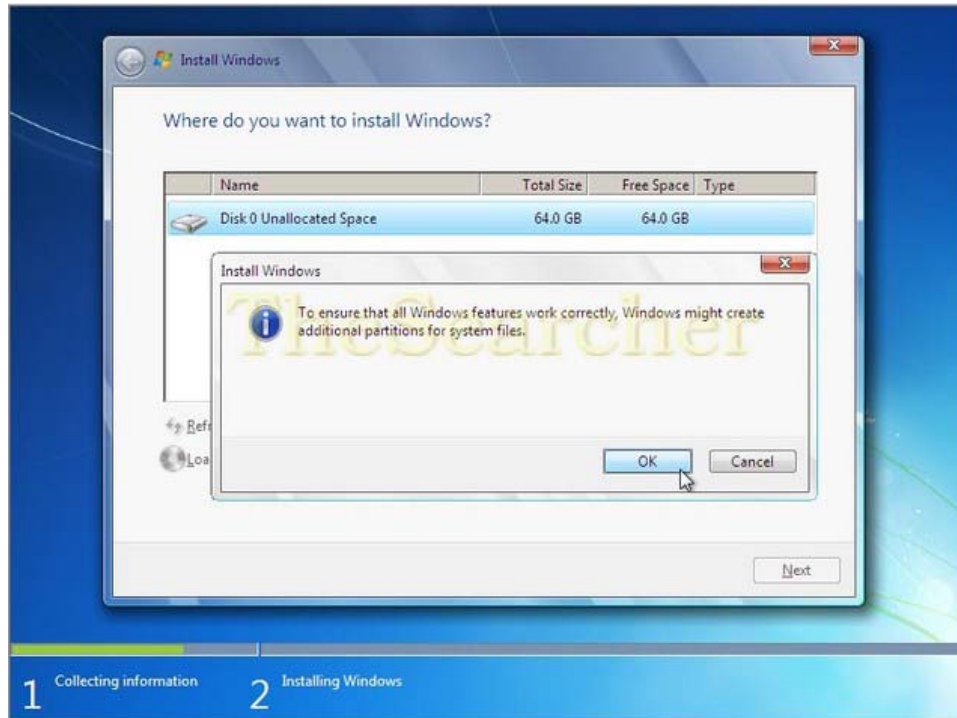 Install Windows
Where do you want to install Windows?
Name Total Size Free Space Type
Disk 0 Unallocated Space 64.0 GB 64.0 GB
Install Windows
To ensure that all Windows features work correctly, Windows might create
additional partitions for system files.
TheSearcher
Refr
Loa
OK Cancel
Next
1 Collecting information 2 Installing Windows